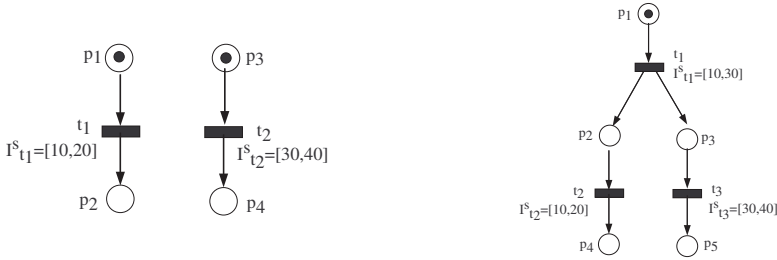 p1
p3
t1
t2
I^s_t1=[10,20]
I^s_t2=[30,40]
p2
p4
p1
t1
I^s_t1=[10,30]
p2
p3
t2
t3
I^s_t2=[10,20]
I^s_t3=[30,40]
p4
p5